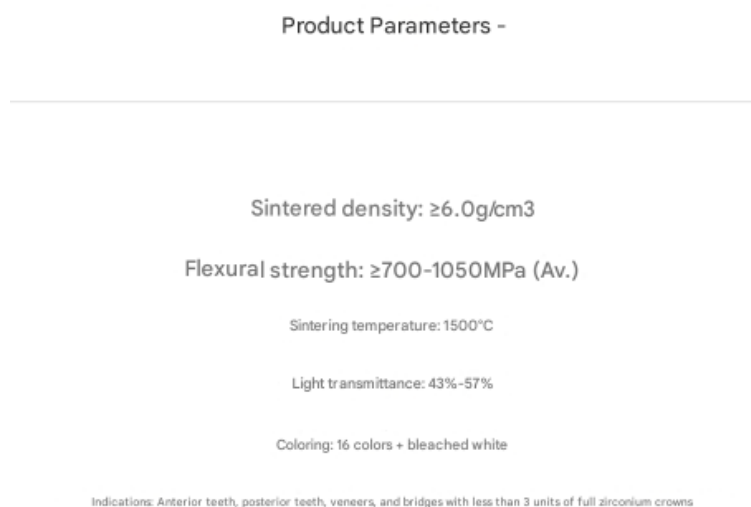 Product Parameters -
Sintered density: ≥6.0g/cm3
Flexural strength: ≥700-1050MPa (Av.)
Sintering temperature: 1500°C
Light transmittance: 43%-57%
Coloring: 16 colors + bleached white
Indications: Anterior teeth, posterior teeth, veneers, and bridges with less than 3 units of full zirconium crowns